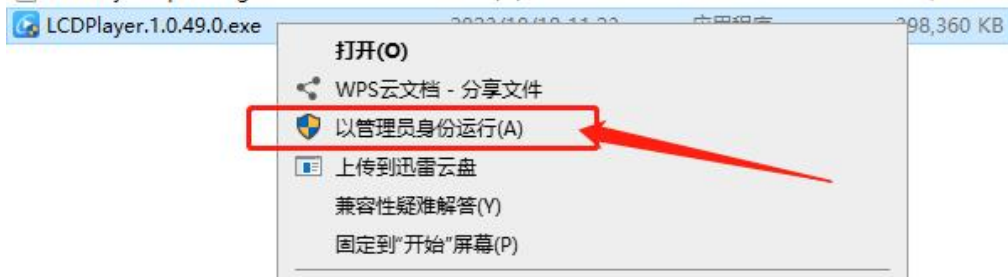 LCDPlayer.1.0.49.0.exe
398,360 KB
打开(O)
WPS云文档 - 分享文件
以管理员身份运行(A)
上传到迅雷云盘
兼容性疑难解答(Y)
固定到"开始"屏幕(P)